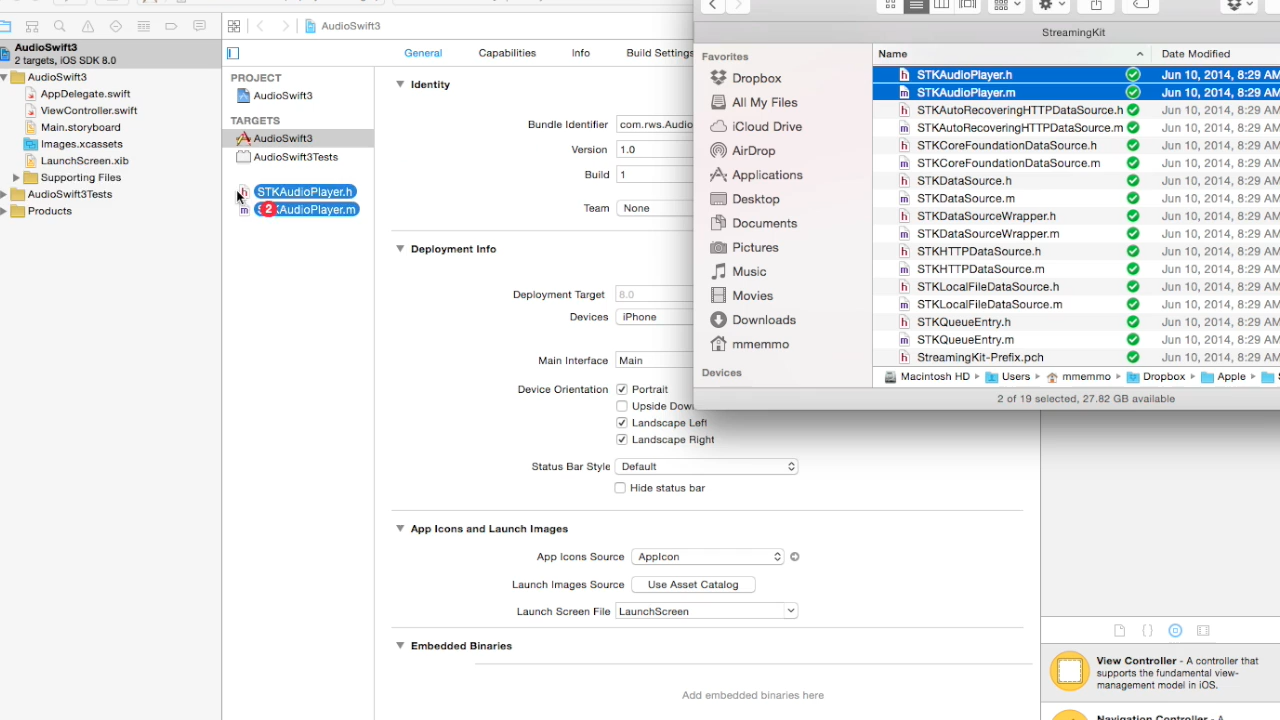 AudioSwift3
2 targets, iOS SDK 8.0
AudioSwift3
AppDelegate.swift
ViewController.swift
Main.storyboard
Images.xcassets
LaunchScreen.xib
Supporting Files
AudioSwift3Tests
Products
AudioSwift3
General
Capabilities
Info
Build Settings
PROJECT
AudioSwift3
TARGETS
AudioSwift3
AudioSwift3Tests
h STKAudioPlayer.h
m 2 AudioPlayer.m
Identity
Bundle Identifier com.rws.Audio
Version 1.0
Build 1
Team None
Deployment Info
Deployment Target 8.0
Devices iPhone
Main Interface Main
Device Orientation Portrait
Upside Down
Landscape Left
Landscape Right
Status Bar Style Default
Hide status bar
App Icons and Launch Images
App Icons Source AppIcon
Launch Images Source Use Asset Catalog
Launch Screen File LaunchScreen
Embedded Binaries
Add embedded binaries here
StreamingKit
Favorites
Dropbox
All My Files
iCloud Drive
AirDrop
Applications
Desktop
Documents
Pictures
Music
Movies
Downloads
mmemmo
Devices
Name Date Modified
h STKAudioPlayer.h Jun 10, 2014, 8:29 AM
m STKAudioPlayer.m Jun 10, 2014, 8:29 AM
h STKAutoRecoveringHTTPDataSource.h Jun 10, 2014, 8:29 AM
m STKAutoRecoveringHTTPDataSource.m Jun 10, 2014, 8:29 AM
h STKCoreFoundationDataSource.h Jun 10, 2014, 8:29 AM
m STKCoreFoundationDataSource.m Jun 10, 2014, 8:29 AM
h STKDataSource.h Jun 10, 2014, 8:29 AM
m STKDataSource.m Jun 10, 2014, 8:29 AM
h STKDataSourceWrapper.h Jun 10, 2014, 8:29 AM
m STKDataSourceWrapper.m Jun 10, 2014, 8:29 AM
h STKHTTPDataSource.h Jun 10, 2014, 8:29 AM
m STKHTTPDataSource.m Jun 10, 2014, 8:29 AM
h STKLocalFileDataSource.h Jun 10, 2014, 8:29 AM
m STKLocalFileDataSource.m Jun 10, 2014, 8:29 AM
h STKQueueEntry.h Jun 10, 2014, 8:29 AM
m STKQueueEntry.m Jun 10, 2014, 8:29 AM
h StreamingKit-Prefix.pch Jun 10, 2014, 8:29 AM
Macintosh HD Users mmemmo Dropbox Apple S
2 of 19 selected, 27.82 GB available
View Controller - A controller that
supports the fundamental view-
management model in iOS.
Navigation Controller - A